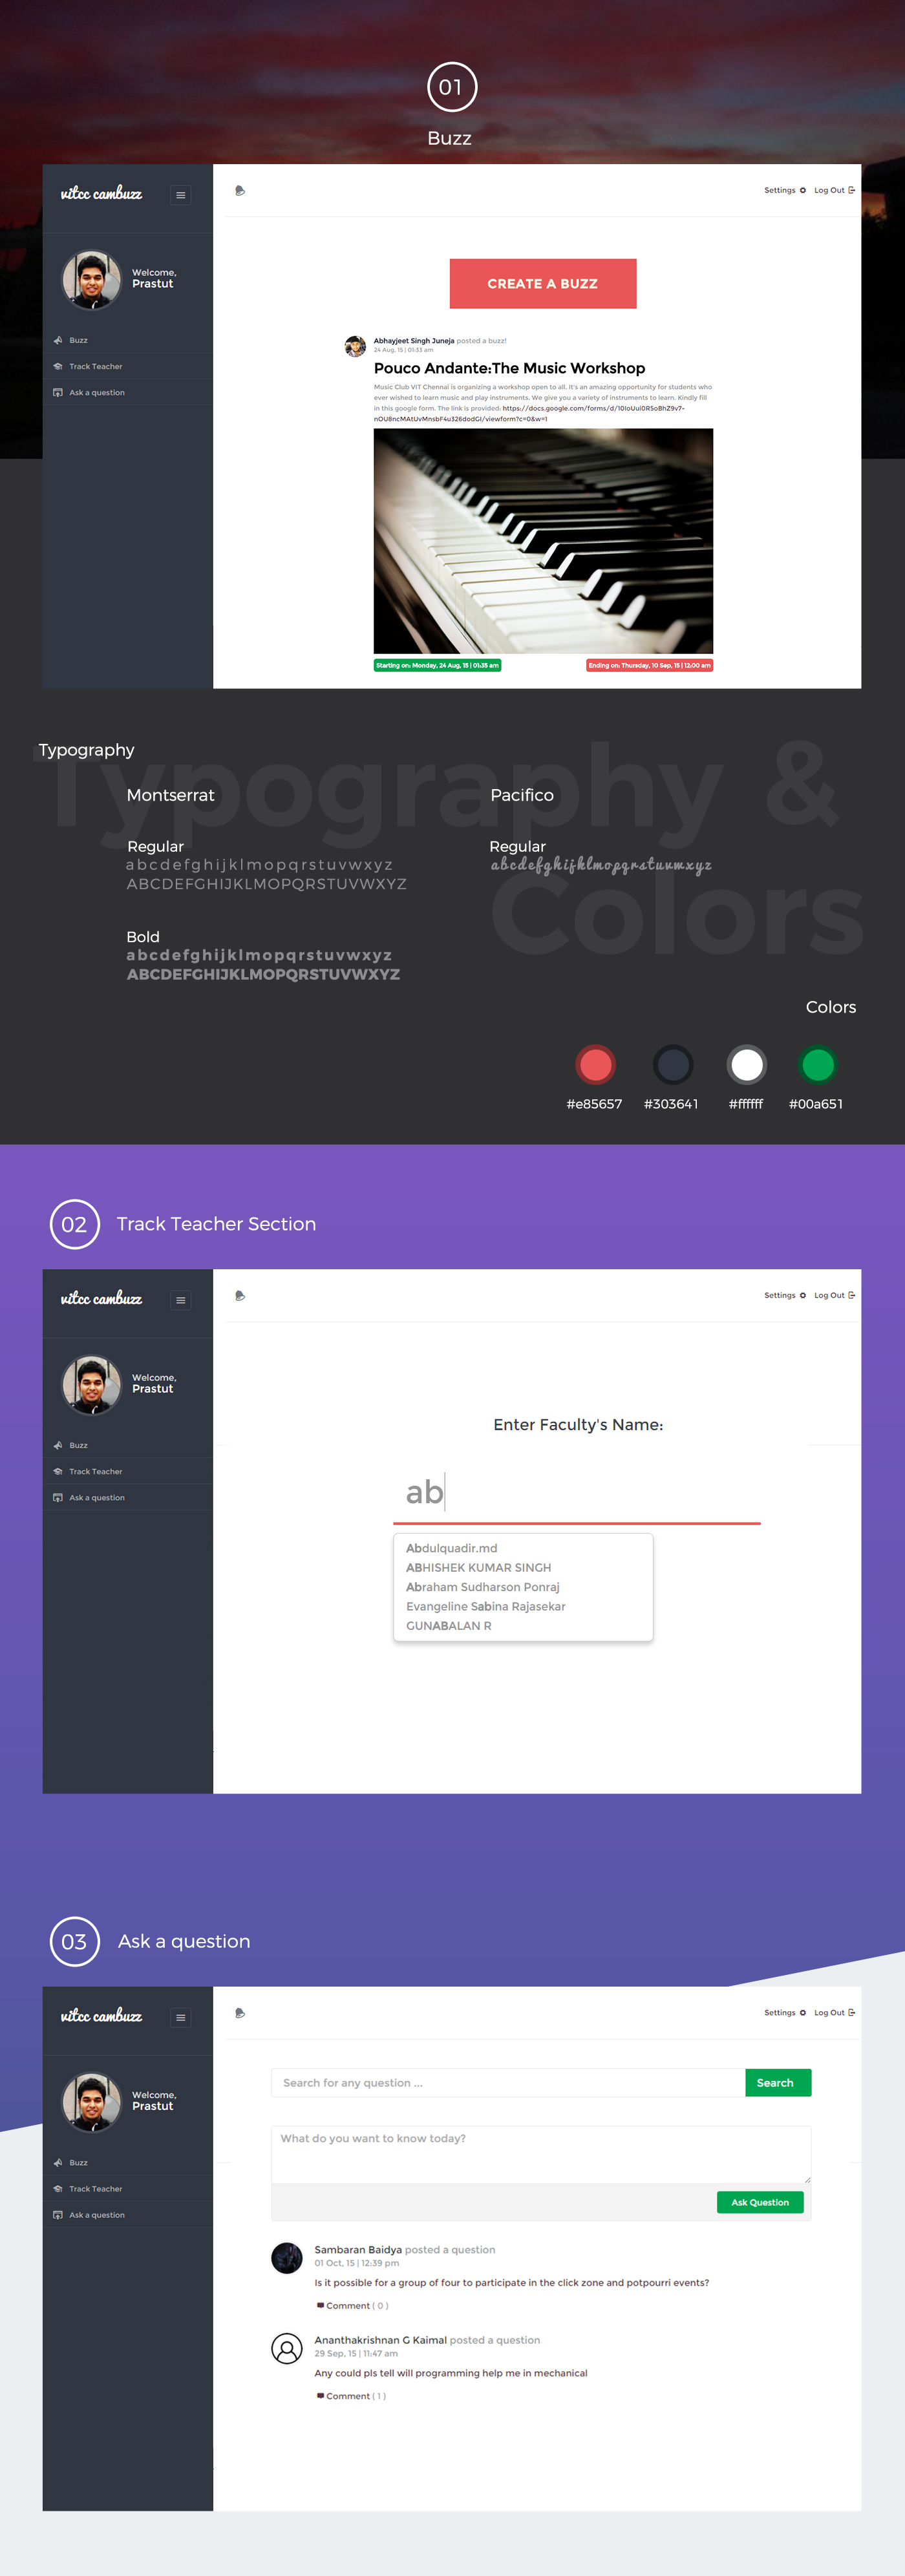 01
Buzz
vitcc cambuzz
Settings
Log Out
Welcome,
Prastut
Buzz
Track Teacher
Ask a question
CREATE A BUZZ
Abhayjeet Singh Juneja posted a buzz!
24 Aug, 15 | 01:33 am
Pouco Andante:The Music Workshop
Music Club VIT Chennai is organizing a workshop open to all. It's an amazing opportunity for students who
ever wished to learn music and play instruments. We give you a variety of instruments to learn. Kindly fill
in this google form. The link is provided:
Starting on: Monday, 24 Aug, 15 | 01:35 am
Ending on: Thursday, 10 Sep, 15 | 12:00 am
Typography &
Colors
Typography
Montserrat
Regular
abcdefghijklmopqrstuvwxyz
ABCDEFGHIJKLMOPQRSTUVWXYZ
Bold
abcdefghijklmopqrstuvwxyz
ABCDEFGHIJKLMOPQRSTUVWXYZ
Pacifico
Regular
abcdefghijklmopqrstuvwxyz
Colors
#e85657
#303641
#ffffff
#00a651
02
Track Teacher Section
vitcc cambuzz
Settings
Log Out
Welcome,
Prastut
Buzz
Track Teacher
Ask a question
Enter Faculty's Name:
ab
Abdulquadir.md
ABHISHEK KUMAR SINGH
Abraham Sudharson Ponraj
Evangeline Sabina Rajasekar
GUNABALAN R
03
Ask a question
vitcc cambuzz
Settings
Log Out
Welcome,
Prastut
Buzz
Track Teacher
Ask a question
Search for any question ...
Search
What do you want to know today?
Ask Question
Sambaran Baidya posted a question
01 Oct, 15 | 12:39 pm
Is it possible for a group of four to participate in the click zone and potpourri events?
Comment ( 0 )
Ananthakrishnan G Kaimal posted a question
29 Sep, 15 | 11:47 am
Any could pls tell will programming help me in mechanical
Comment ( 1 )